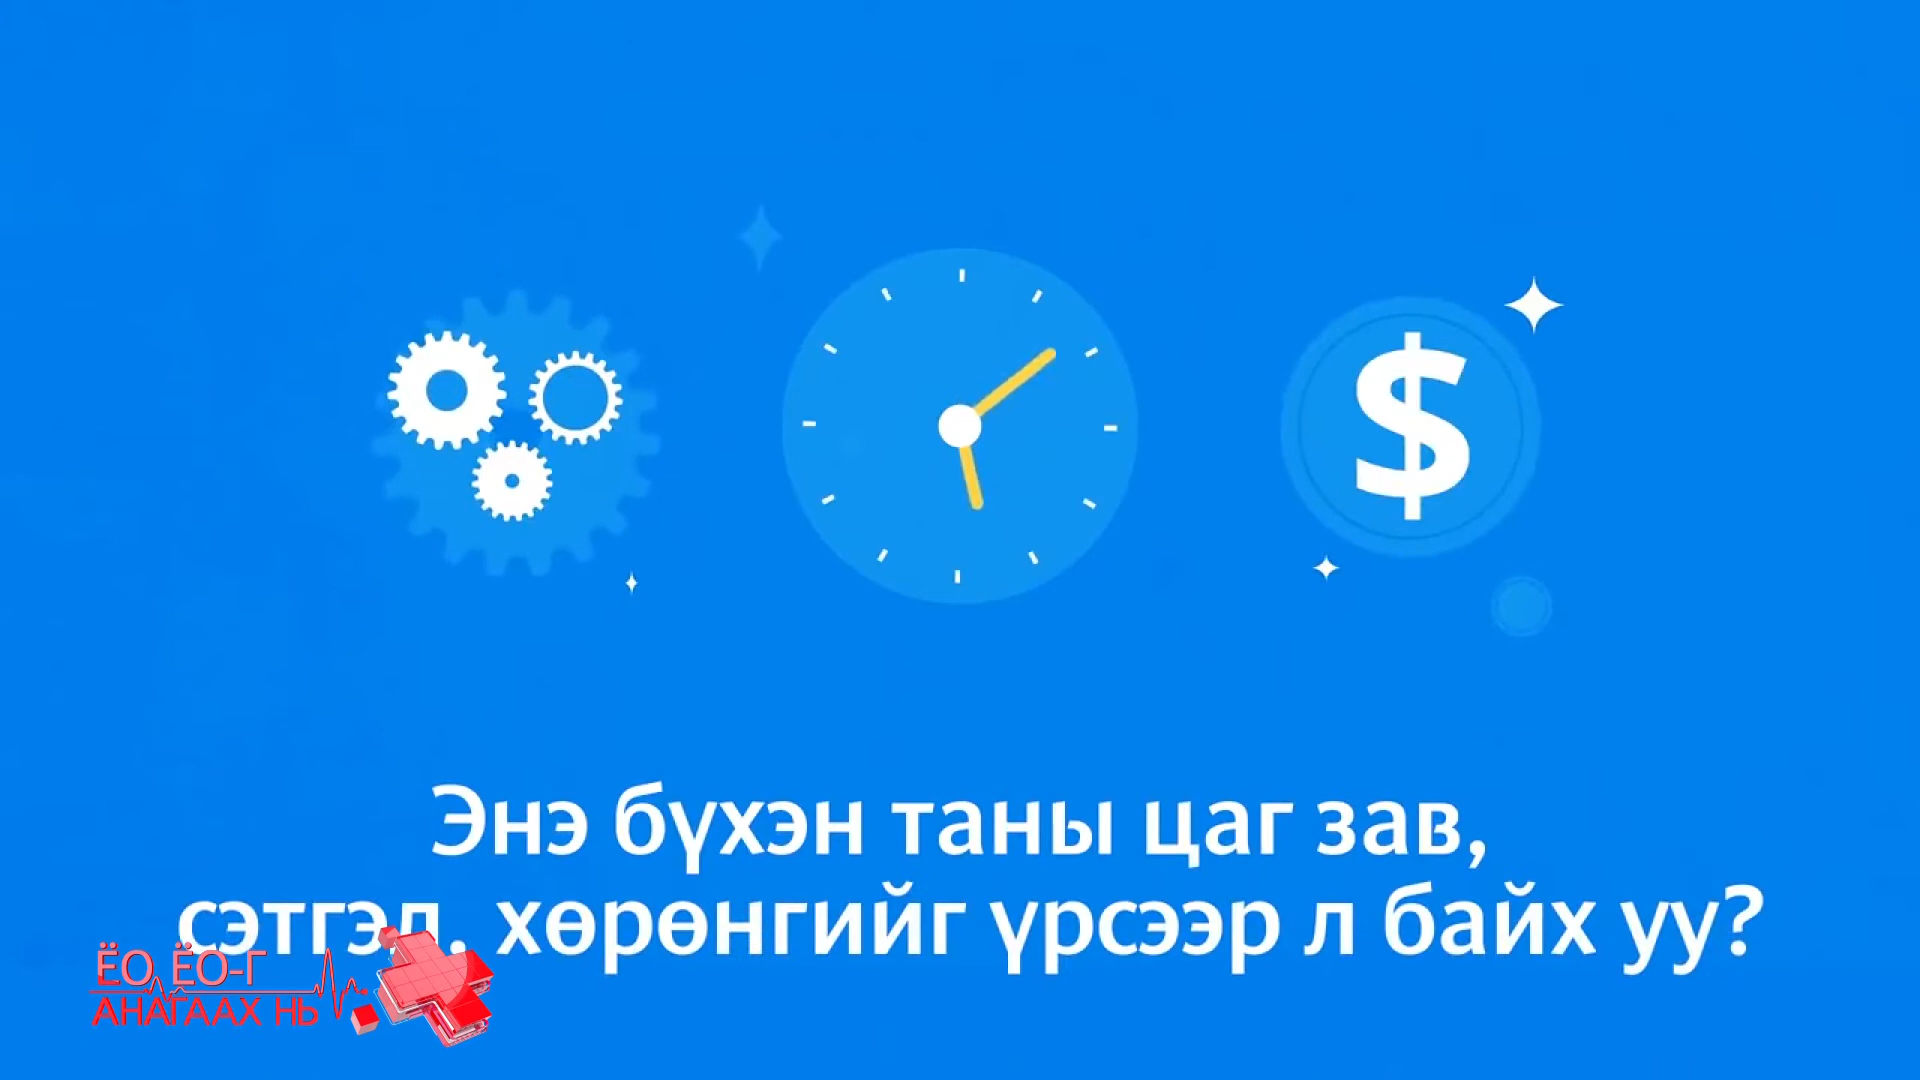 $
Энэ бүхэн таны цаг зав,
сэтгэл, хөрөнгийг үрсээр л байх уу?
ЁО, ЁО-Г
АНАГААХ НЬ